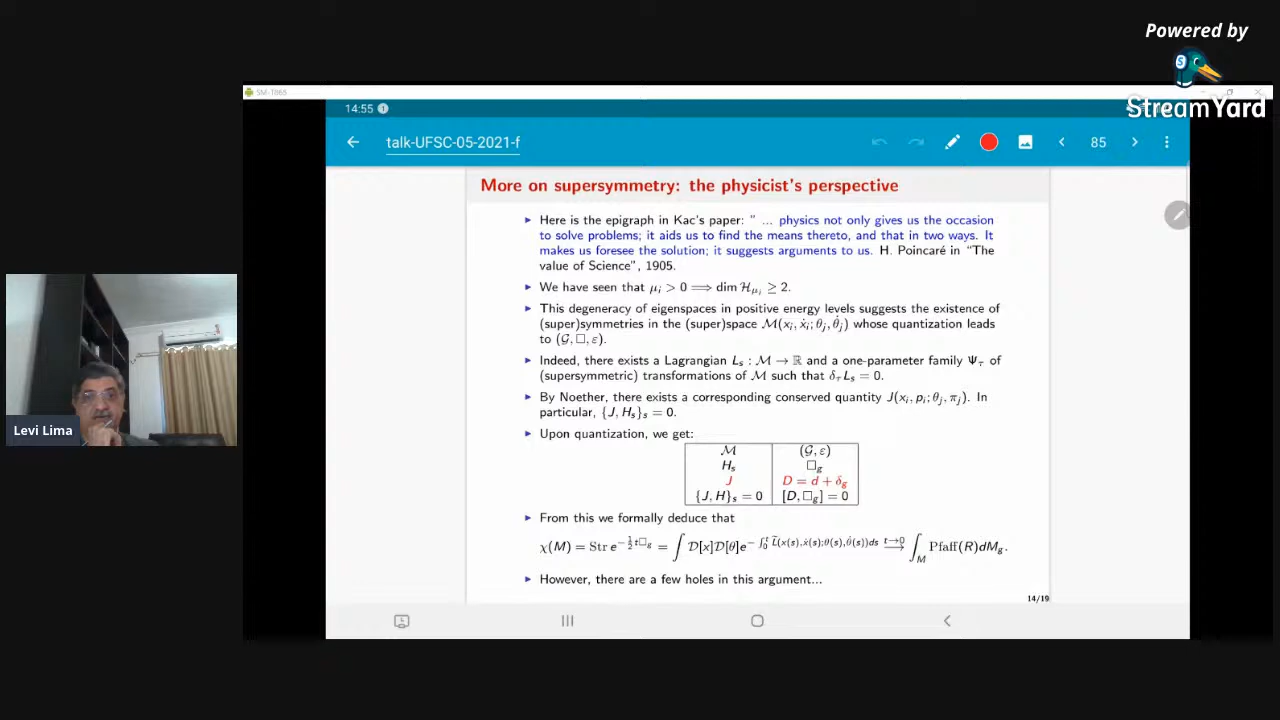 Powered by
StreamYard
SM-T865
14:55
talk-UFSC-05-2021-f
85
More on supersymmetry: the physicist's perspective
▶ Here is the epigraph in Kac's paper: " ... physics not only gives us the occasion
to solve problems; it aids us to find the means thereto, and that in two ways. It
makes us foresee the solution; it suggests arguments to us. H. Poincaré in "The
value of Science", 1905.
▶ We have seen that μᵢ > 0 ⟹ dim ℋ_μᵢ ≥ 2.
▶ This degeneracy of eigenspaces in positive energy levels suggests the existence of
(super)symmetries in the (super)space ℳ(xᵢ, ẋᵢ; θⱼ, θ̇ⱼ) whose quantization leads
to (𝒢, □, ε).
▶ Indeed, there exists a Lagrangian Lₛ : ℳ → ℝ and a one-parameter family Ψ_τ of
(supersymmetric) transformations of ℳ such that δ_τ Lₛ = 0.
▶ By Noether, there exists a corresponding conserved quantity J(xᵢ, pᵢ; θⱼ, πⱼ). In
particular, {J, Hₛ}ₛ = 0.
▶ Upon quantization, we get:
ℳ (𝒢, ε)
Hₛ □_g
J D = d + δ_g
{J, H}ₛ = 0 [D, □_g] = 0
▶ From this we formally deduce that
χ(M) = Str e^{-½t□_g} = ∫ 𝒟[x]𝒟[θ]e^{-∫₀ᵗ L̃(x(s),ẋ(s);θ(s),θ̇(s))ds} ⟹^{t→0} ∫_M Pfaff(R)dM_g.
▶ However, there are a few holes in this argument...
14/19
Levi Lima